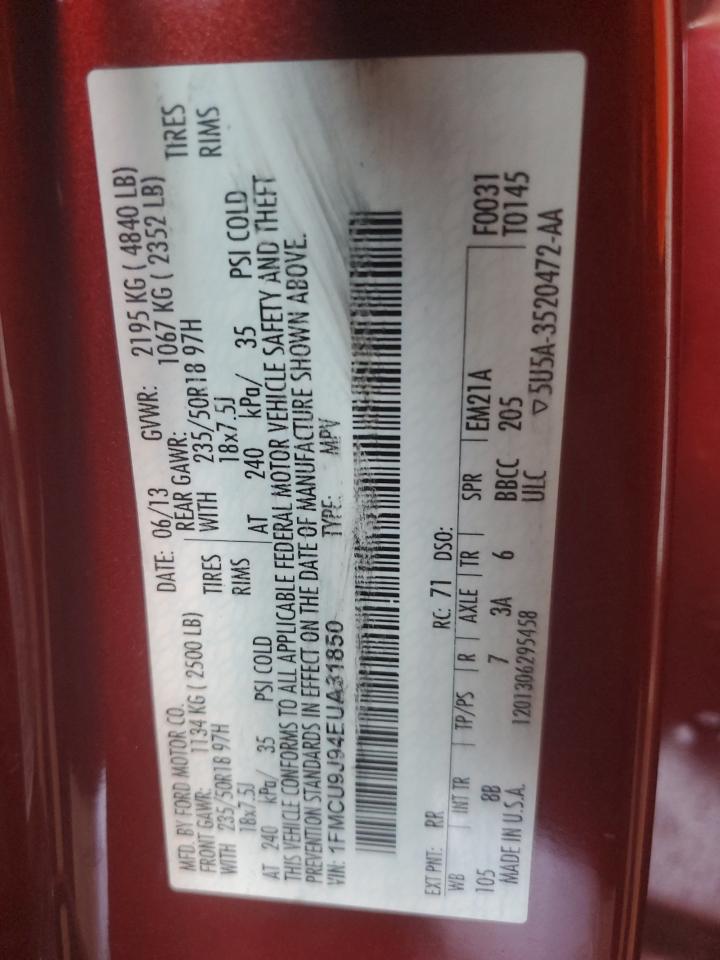 MFD. BY FORD MOTOR CO. DATE: 06/13 GVWR: 2195 KG ( 4840 LB)
FRONT GAWR: 1134 KG ( 2500 LB) REAR GAWR: 1067 KG ( 2352 LB)
WITH 235/50R18 97H TIRES WITH 235/50R18 97H TIRES
18x7.5J RIMS 18x7.5J RIMS
AT 240 kPa/ 35 PSI COLD AT 240 kPa/ 35 PSI COLD
THIS VEHICLE CONFORMS TO ALL APPLICABLE FEDERAL MOTOR VEHICLE SAFETY AND THEFT
PREVENTION STANDARDS IN EFFECT ON THE DATE OF MANUFACTURE SHOWN ABOVE.
VIN: 1FMCU9J94EUA31850 TYPE: MPV
EXT PNT: RR RC: 71 DSO:
WB INT TR TP/PS R AXLE TR SPR EM21A F0031
105 8B 7 3A 6 BBCC 205 T0145
MADE IN U.S.A. 1201306295458 ULC ▽ 5U5A-3520472-AA